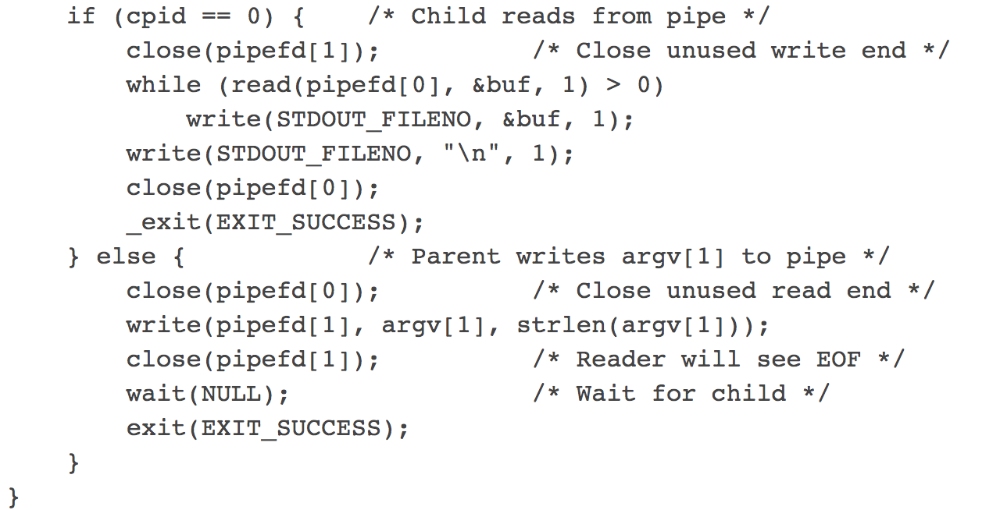 if (cpid == 0) {    /* Child reads from pipe */
        close(pipefd[1]);          /* Close unused write end */
        while (read(pipefd[0], &buf, 1) > 0)
            write(STDOUT_FILENO, &buf, 1);
        write(STDOUT_FILENO, "\n", 1);
        close(pipefd[0]);
        _exit(EXIT_SUCCESS);
    } else {            /* Parent writes argv[1] to pipe */
        close(pipefd[0]);          /* Close unused read end */
        write(pipefd[1], argv[1], strlen(argv[1]));
        close(pipefd[1]);          /* Reader will see EOF */
        wait(NULL);                /* Wait for child */
        exit(EXIT_SUCCESS);
    }
}